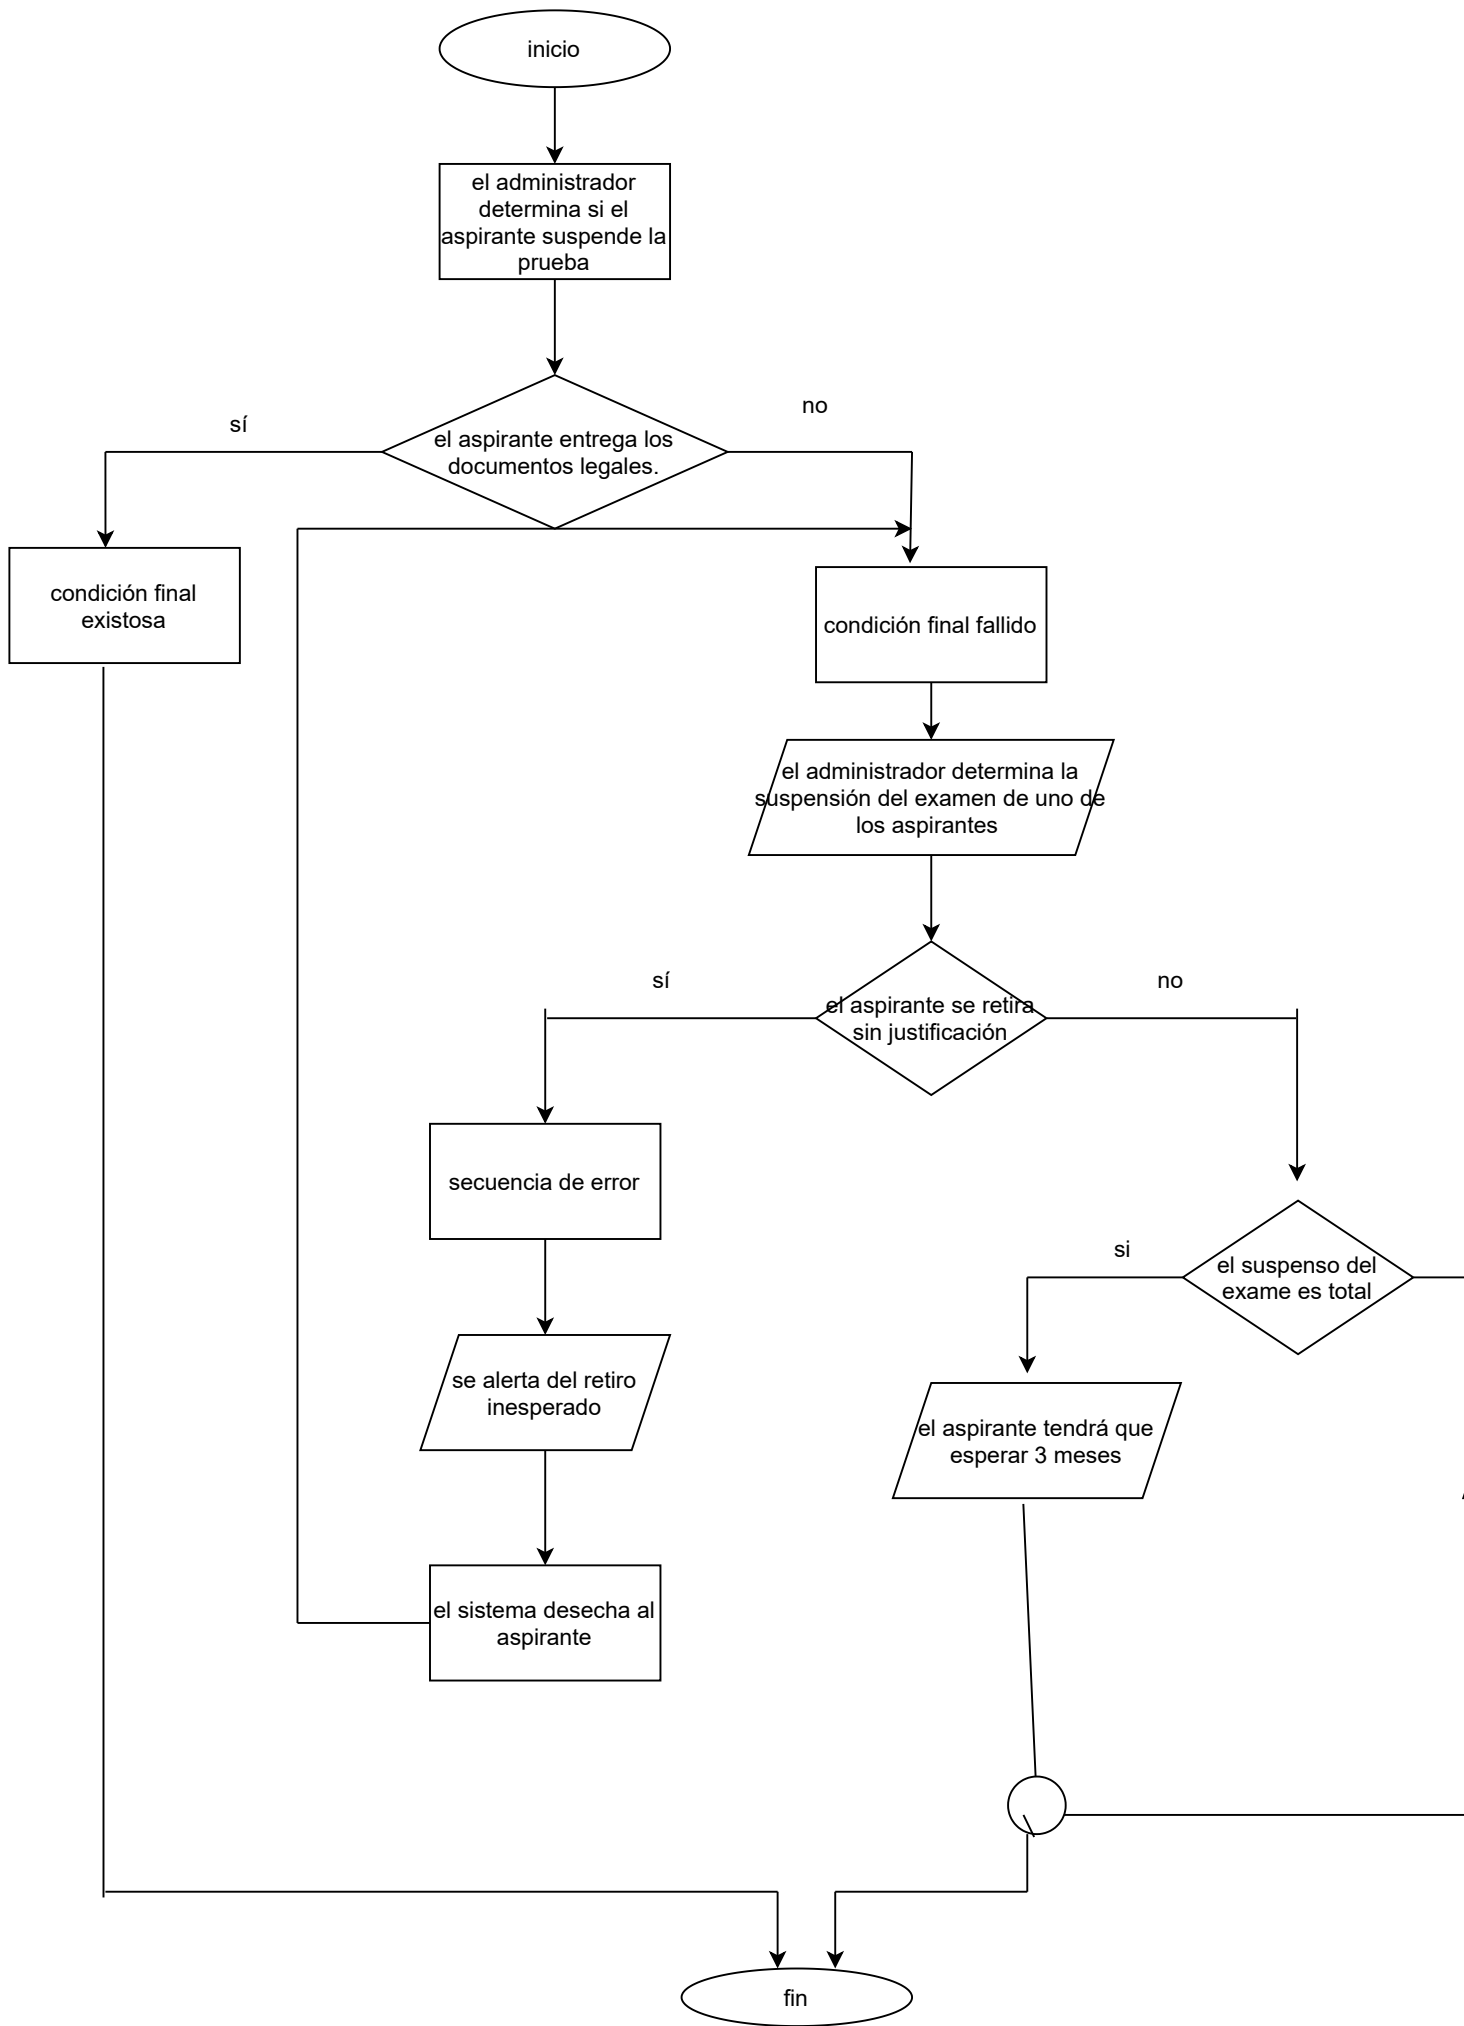 inicio
el administrador
determina si el
aspirante suspende la
prueba
sí
no
el aspirante entrega los
documentos legales.
condición final
existosa
condición final fallido
el administrador determina la
suspensión del examen de uno de
los aspirantes
sí
no
el aspirante se retira
sin justificación
secuencia de error
si
el suspenso del
exame es total
se alerta del retiro
inesperado
el aspirante tendrá que
esperar 3 meses
el sistema desecha al
aspirante
fin